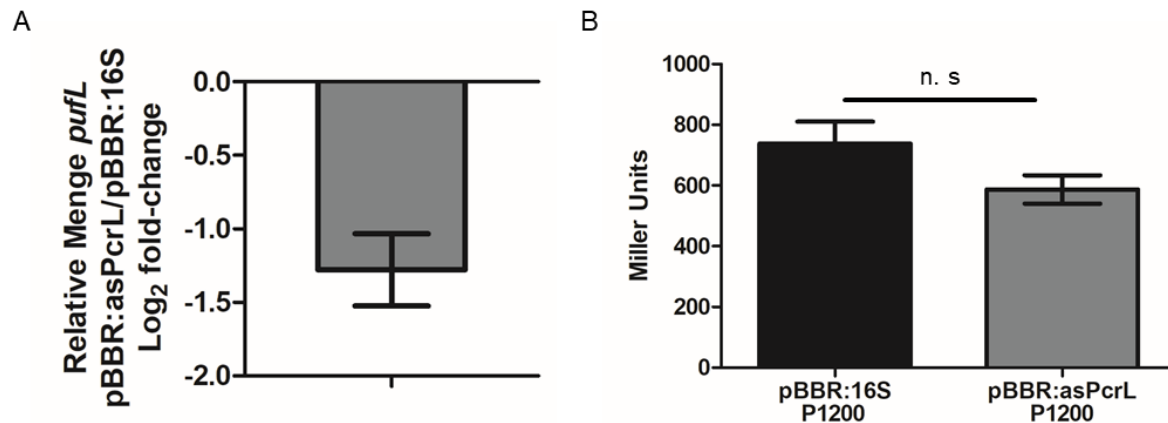 A
Relative Menge pufL
pBBR:asPcrL/pBBR:16S
Log₂ fold-change
0.0
-0.5
-1.0
-1.5
-2.0
B
Miller Units
1000
800
600
400
200
0
n. s
pBBR:16S
P1200
pBBR:asPcrL
P1200